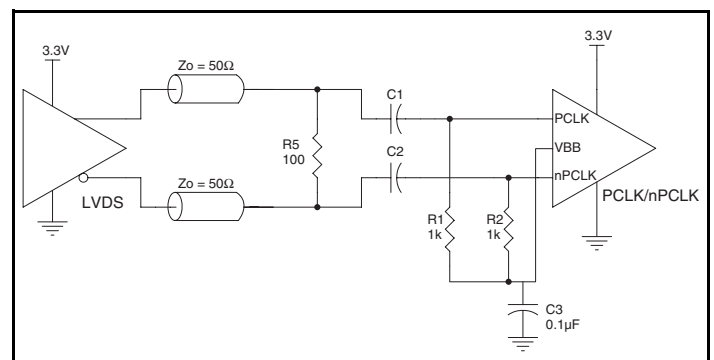 3.3V
Zo = 50Ω
LVDS
Zo = 50Ω
R5
100
C1
C2
R1
1k
R2
1k
C3
0.1µF
3.3V
PCLK
VBB
nPCLK
PCLK/nPCLK